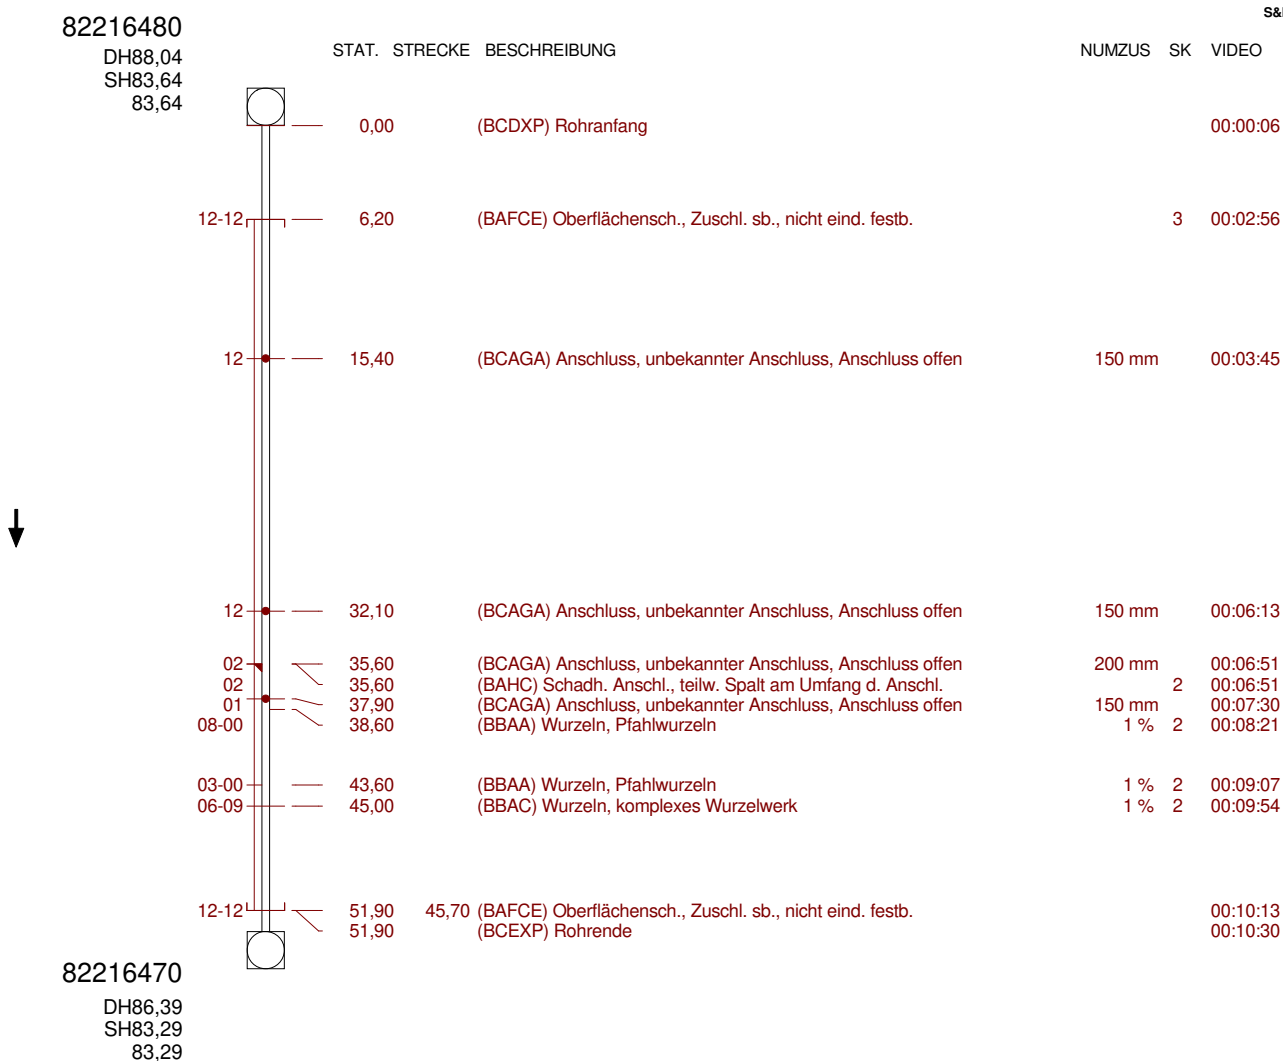 S&
82216480
DH88,04
SH83,64
83,64
STAT. STRECKE BESCHREIBUNG NUMZUS SK VIDEO
0,00 (BCDXP) Rohranfang 00:00:06
12-12 6,20 (BAFCE) Oberflächensch., Zuschl. sb., nicht eind. festb. 3 00:02:56
12 15,40 (BCAGA) Anschluss, unbekannter Anschluss, Anschluss offen 150 mm 00:03:45
12 32,10 (BCAGA) Anschluss, unbekannter Anschluss, Anschluss offen 150 mm 00:06:13
02 35,60 (BCAGA) Anschluss, unbekannter Anschluss, Anschluss offen 200 mm 00:06:51
02 35,60 (BAHC) Schadh. Anschl., teilw. Spalt am Umfang d. Anschl. 2 00:06:51
01 37,90 (BCAGA) Anschluss, unbekannter Anschluss, Anschluss offen 150 mm 00:07:30
08-00 38,60 (BBAA) Wurzeln, Pfahlwurzeln 1 % 2 00:08:21
03-00 43,60 (BBAA) Wurzeln, Pfahlwurzeln 1 % 2 00:09:07
06-09 45,00 (BBAC) Wurzeln, komplexes Wurzelwerk 1 % 2 00:09:54
12-12 51,90 45,70 (BAFCE) Oberflächensch., Zuschl. sb., nicht eind. festb. 00:10:13
51,90 (BCEXP) Rohrende 00:10:30
82216470
DH86,39
SH83,29
83,29